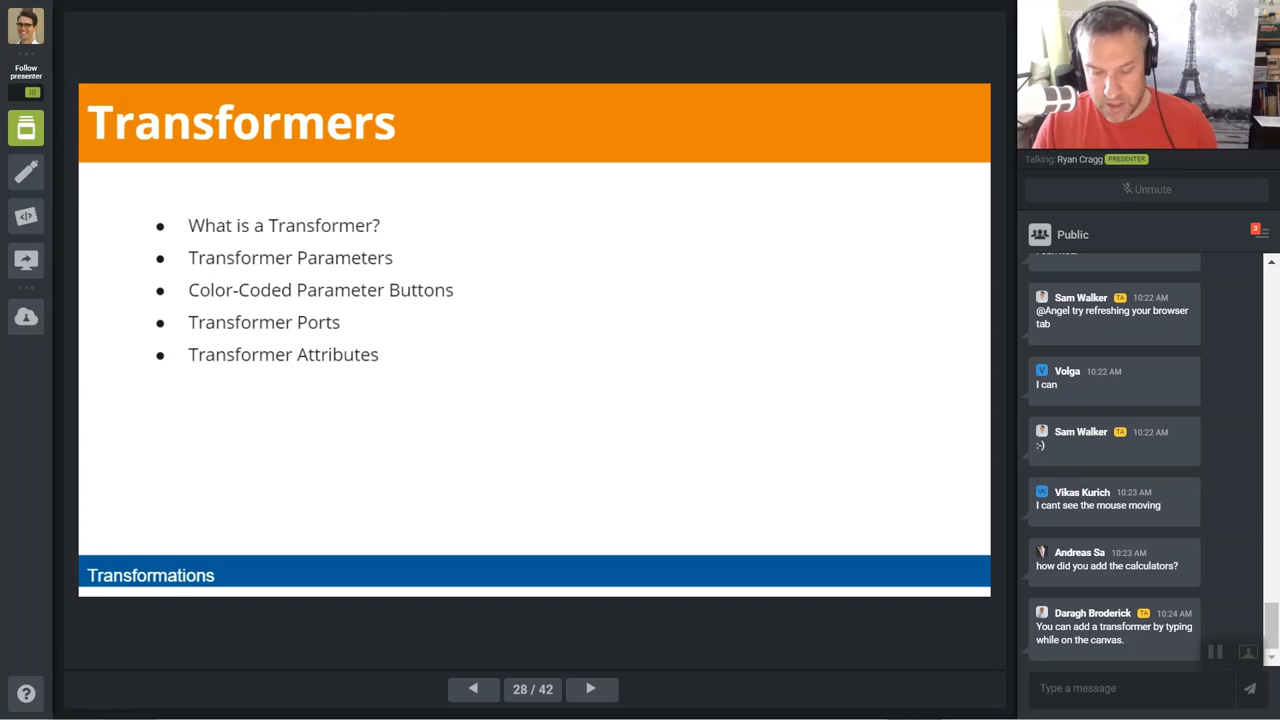 Follow
presenter
Transformers
● What is a Transformer?
● Transformer Parameters
● Color-Coded Parameter Buttons
● Transformer Ports
● Transformer Attributes
Transformations
28 / 42
?
Cragg
Talking: Ryan Cragg PRESENTER
Unmute
Public
3
Sam Walker TA 10:22 AM
@Angel try refreshing your browser
tab
V Volga 10:22 AM
I can
Sam Walker TA 10:22 AM
:-)
VK Vikas Kurich 10:23 AM
I cant see the mouse moving
Andreas Sa 10:23 AM
how did you add the calculators?
Daragh Broderick TA 10:24 AM
You can add a transformer by typing
while on the canvas.
Type a message